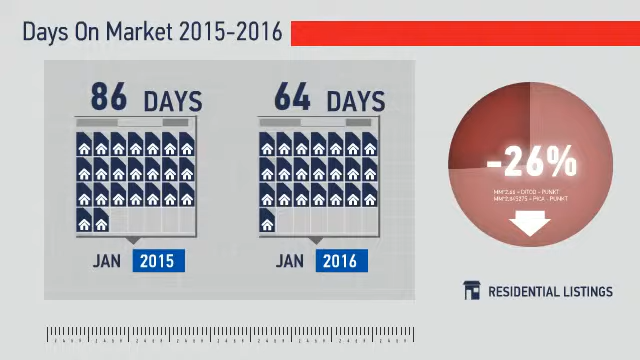 Days On Market 2015-2016
86 DAYS
64 DAYS
-26%
JAN 2015
JAN 2016
RESIDENTIAL LISTINGS